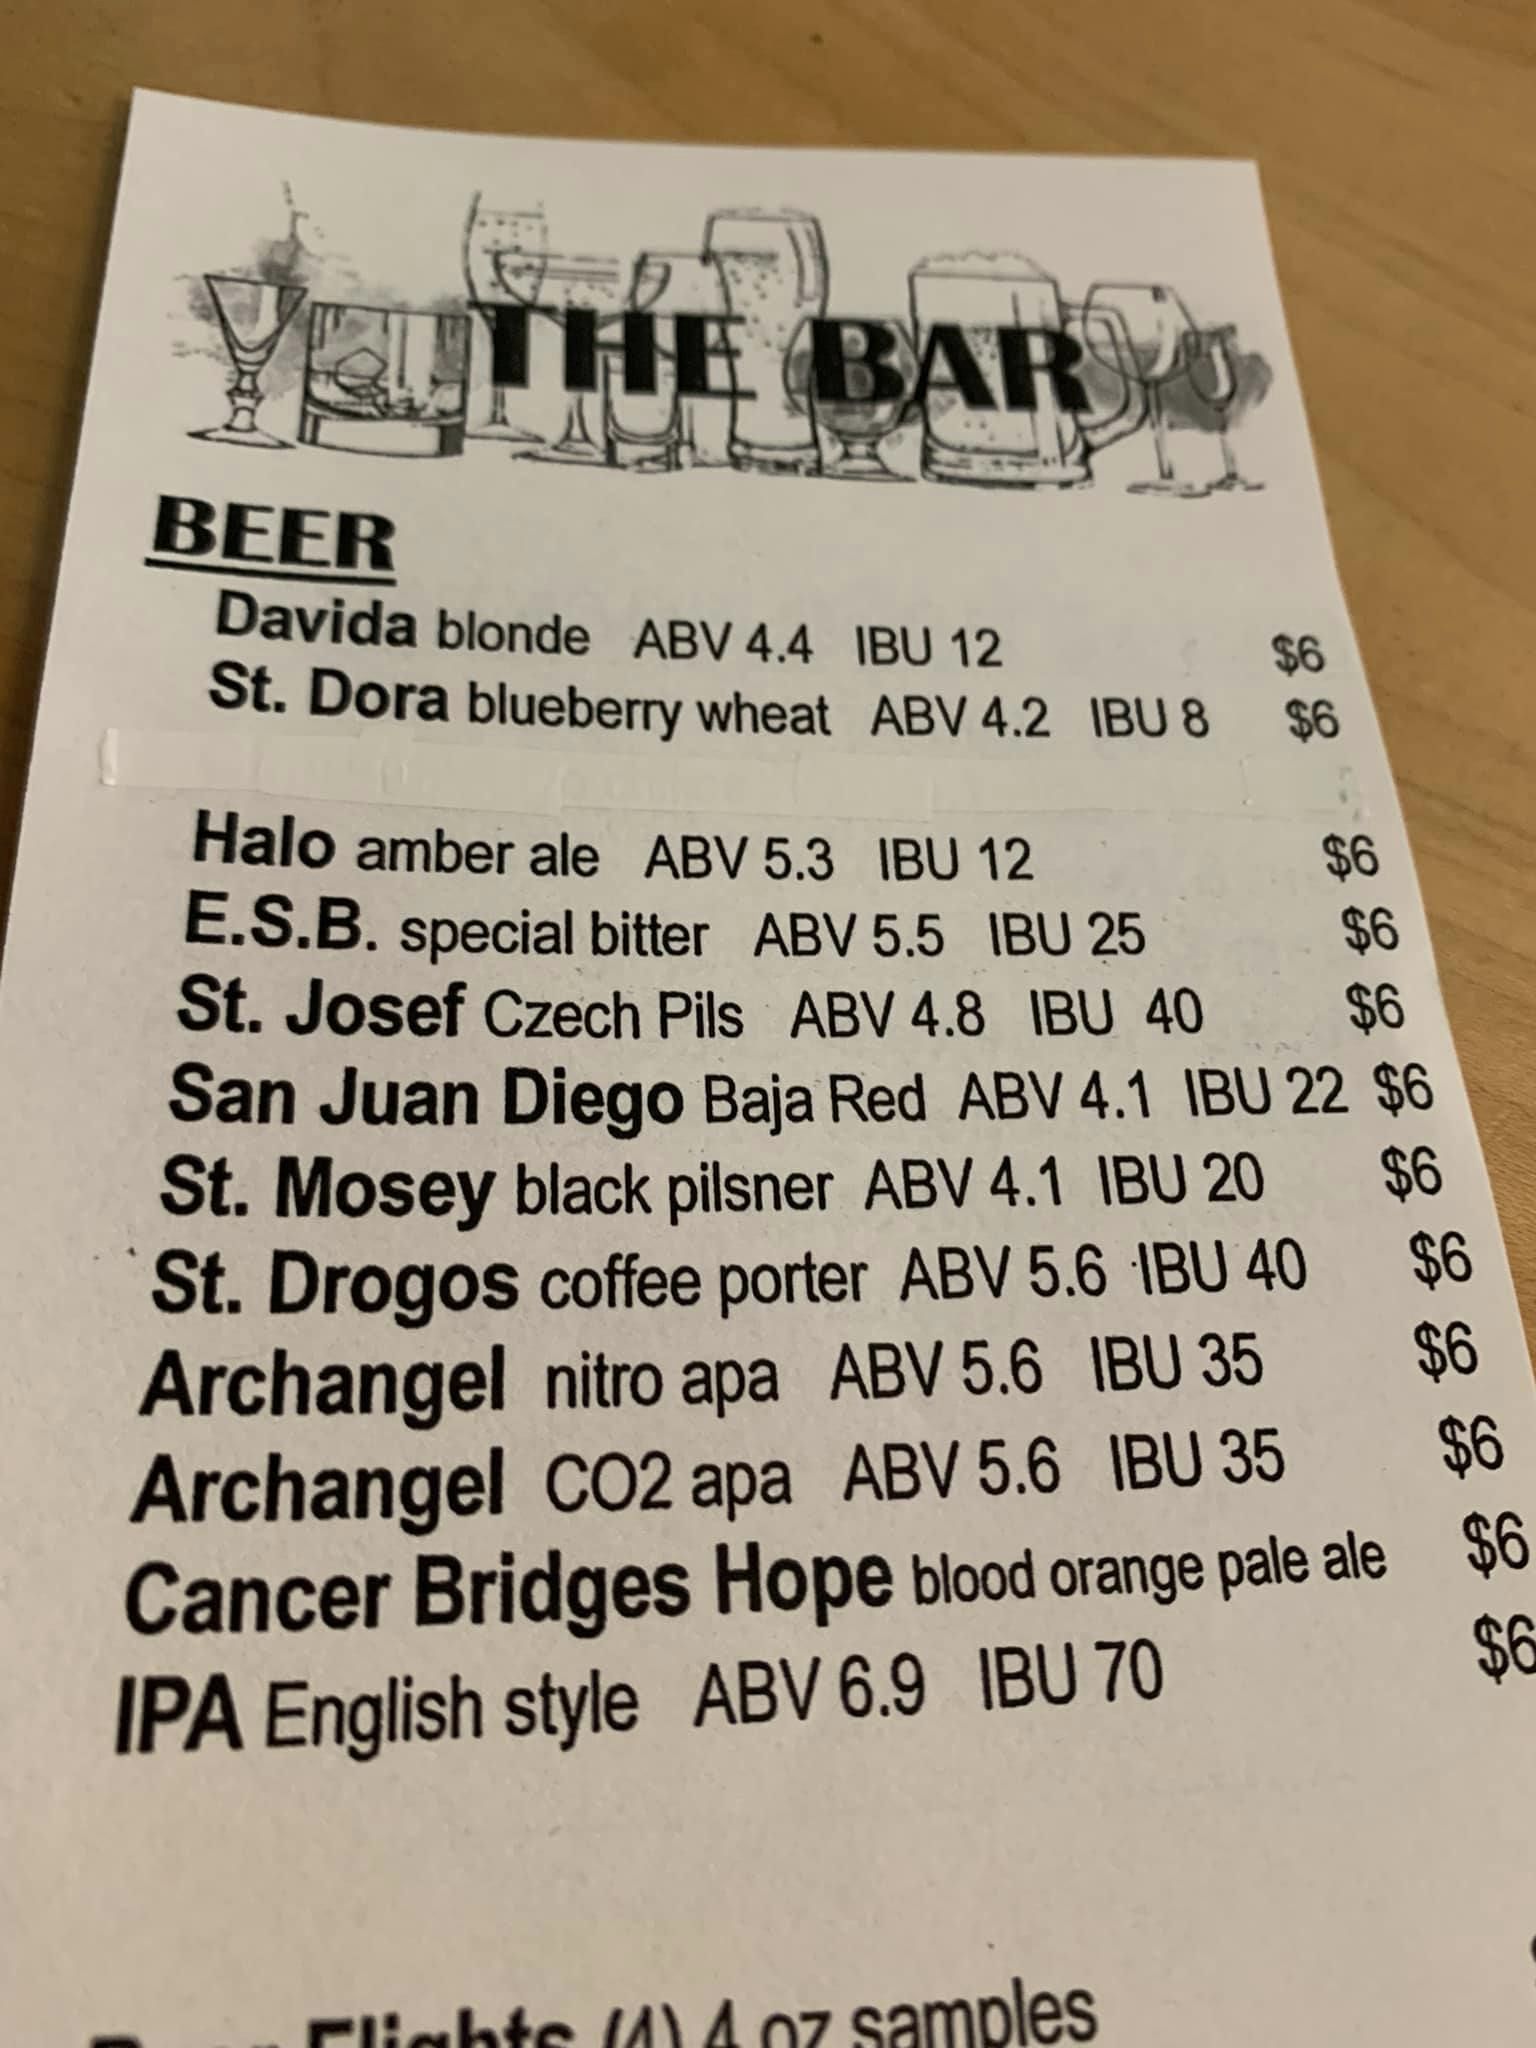 THE BAR
BEER
Davida blonde ABV 4.4 IBU 12 $6
St. Dora blueberry wheat ABV 4.2 IBU 8 $6
Halo amber ale ABV 5.3 IBU 12 $6
E.S.B. special bitter ABV 5.5 IBU 25 $6
St. Josef Czech Pils ABV 4.8 IBU 40 $6
San Juan Diego Baja Red ABV 4.1 IBU 22 $6
St. Mosey black pilsner ABV 4.1 IBU 20 $6
St. Drogos coffee porter ABV 5.6 IBU 40 $6
Archangel nitro apa ABV 5.6 IBU 35 $6
Archangel CO2 apa ABV 5.6 IBU 35 $6
Cancer Bridges Hope blood orange pale ale $6
IPA English style ABV 6.9 IBU 70 $6
Flights (4) 4 oz samples